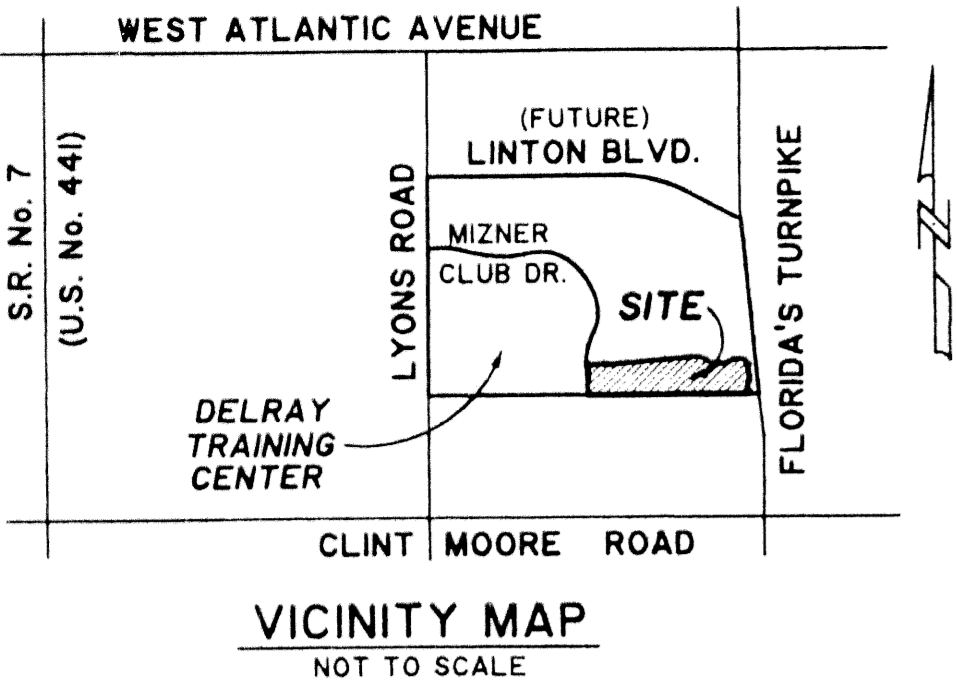 WEST ATLANTIC AVENUE
S.R. No. 7
(U.S. No. 441)
LYONS ROAD
(FUTURE)
LINTON BLVD.
MIZNER
CLUB DR.
SITE
FLORIDA'S TURNPIKE
N
DELRAY
TRAINING
CENTER
CLINT MOORE ROAD
VICINITY MAP
NOT TO SCALE